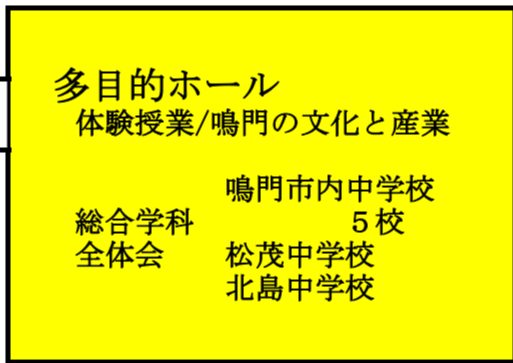 多目的ホール
体験授業/鳴門の文化と産業
鳴門市内中学校
総合学科 5校
全体会 松茂中学校
北島中学校